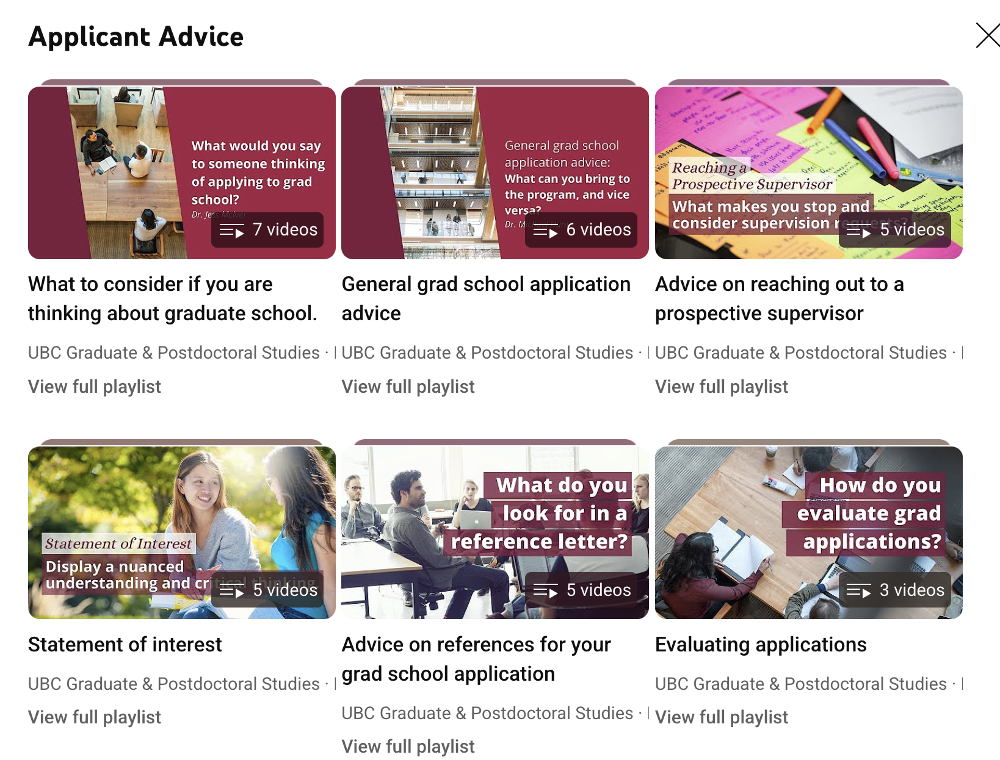 Applicant Advice
What would you say
to someone thinking
of applying to grad
school?
Dr. Jess McIver
7 videos
General grad school
application advice:
What can you bring to
the program, and vice
versa?
Dr. Michael
6 videos
Reaching a
Prospective Supervisor
What makes you stop and
consider supervision requests?
5 videos
What to consider if you are
thinking about graduate school.
UBC Graduate & Postdoctoral Studies ·
View full playlist
General grad school application
advice
UBC Graduate & Postdoctoral Studies ·
View full playlist
Advice on reaching out to a
prospective supervisor
UBC Graduate & Postdoctoral Studies ·
View full playlist
Statement of Interest
Display a nuanced
understanding and critical thinking.
5 videos
What do you
look for in a
reference letter?
5 videos
How do you
evaluate grad
applications?
3 videos
Statement of interest
UBC Graduate & Postdoctoral Studies ·
View full playlist
Advice on references for your
grad school application
UBC Graduate & Postdoctoral Studies ·
View full playlist
Evaluating applications
UBC Graduate & Postdoctoral Studies ·
View full playlist